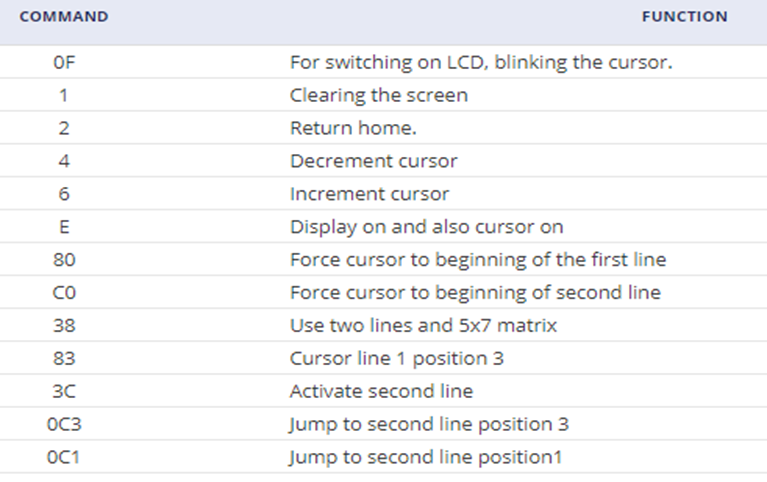 COMMAND FUNCTION
0F For switching on LCD, blinking the cursor.
1 Clearing the screen
2 Return home.
4 Decrement cursor
6 Increment cursor
E Display on and also cursor on
80 Force cursor to beginning of the first line
C0 Force cursor to beginning of second line
38 Use two lines and 5x7 matrix
83 Cursor line 1 position 3
3C Activate second line
0C3 Jump to second line position 3
0C1 Jump to second line position1